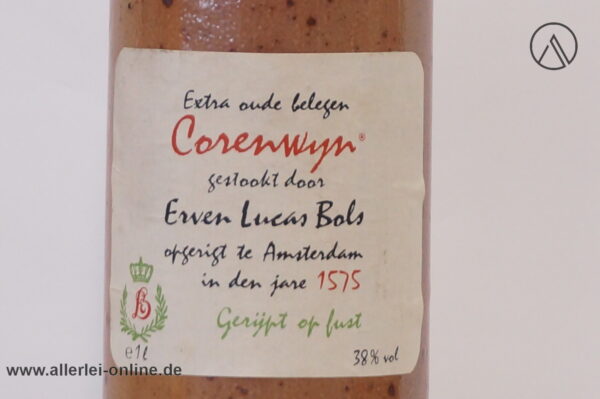 Extra oude belegen
Corenwyn®
gestookt door
Erven Lucas Bols
opgerigt te Amsterdam
in den jare 1575
Gerijpt op fust
e1l
38% vol
www.allerlei-online.de